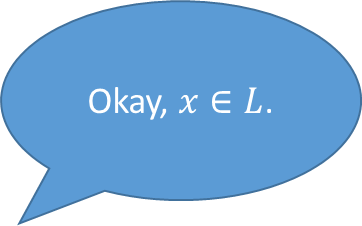 Okay, 𝑥 ∈ 𝐿.